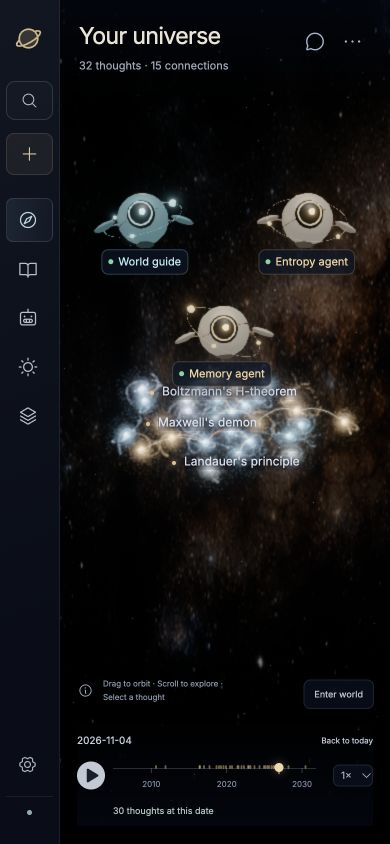 Your universe
32 thoughts · 15 connections
World guide
Entropy agent
Memory agent
Boltzmann's H-theorem
Maxwell's demon
Landauer's principle
Drag to orbit · Scroll to explore ·
Select a thought
Enter world
2026-11-04
Back to today
2010
2020
2030
1×
30 thoughts at this date